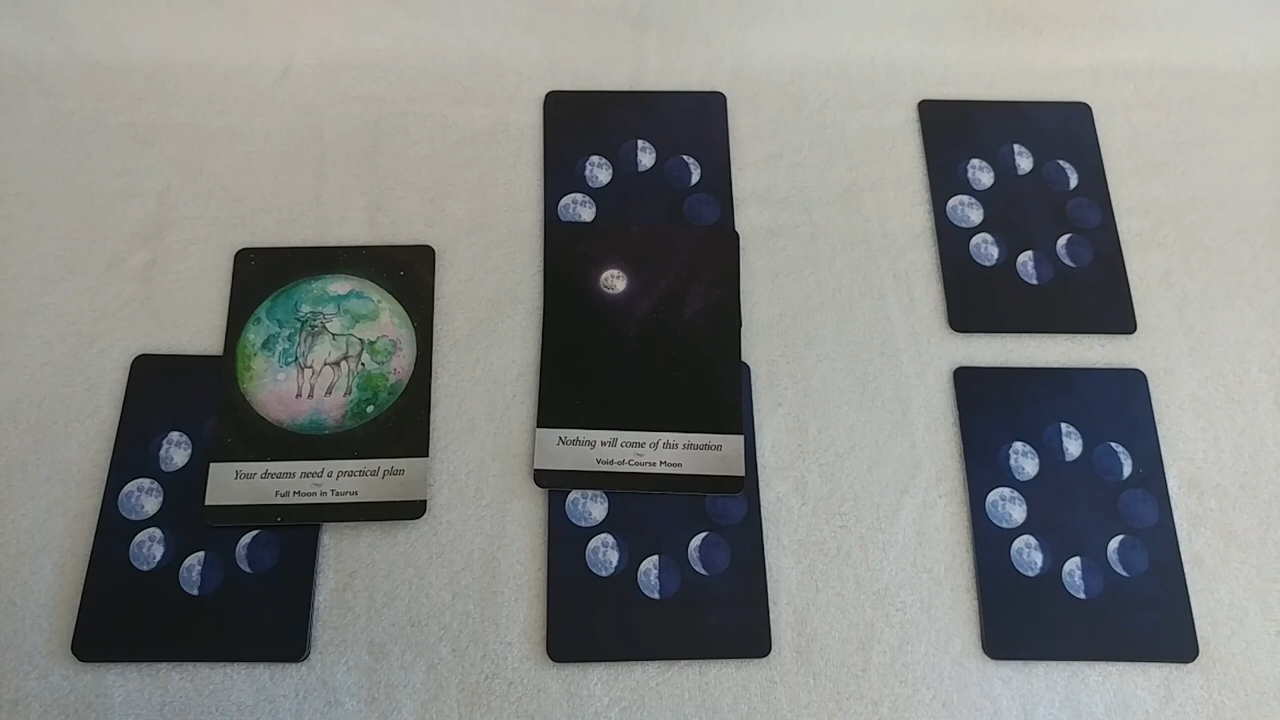 Your dreams need a practical plan
Full Moon in Taurus
Nothing will come of this situation
Void-of-Course Moon